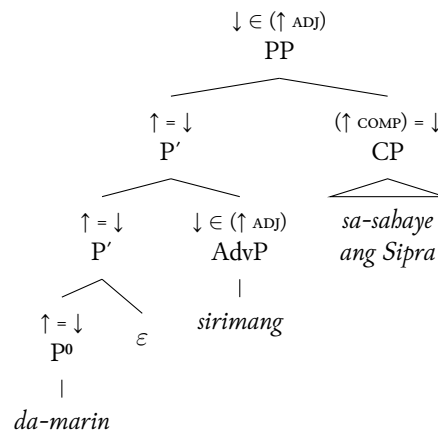 ↓ ∈ (↑ ADJ)
PP
↑ = ↓ (↑ COMP) = ↓
P′ CP
↑ = ↓ ↓ ∈ (↑ ADJ) sa-sahaye
P′ AdvP ang Sipra
↑ = ↓ ε sirimang
P⁰
da-marin